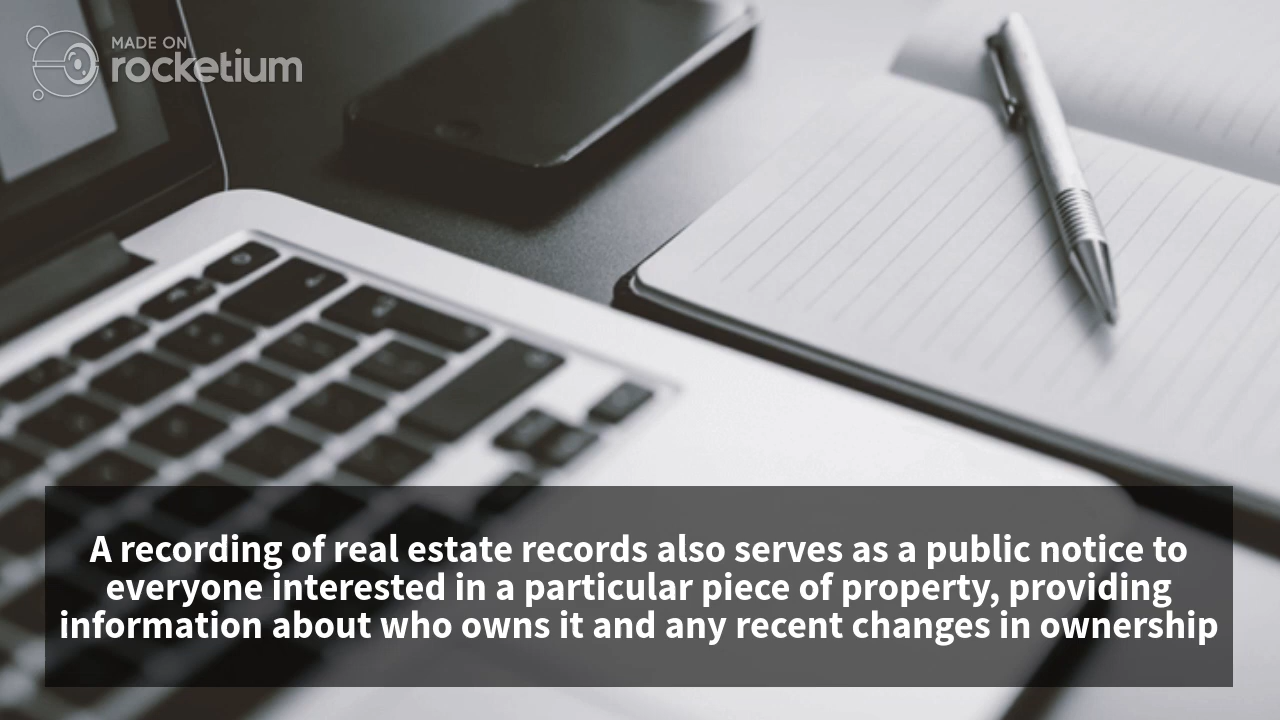 MADE ON
rocketium
A recording of real estate records also serves as a public notice to
everyone interested in a particular piece of property, providing
information about who owns it and any recent changes in ownership